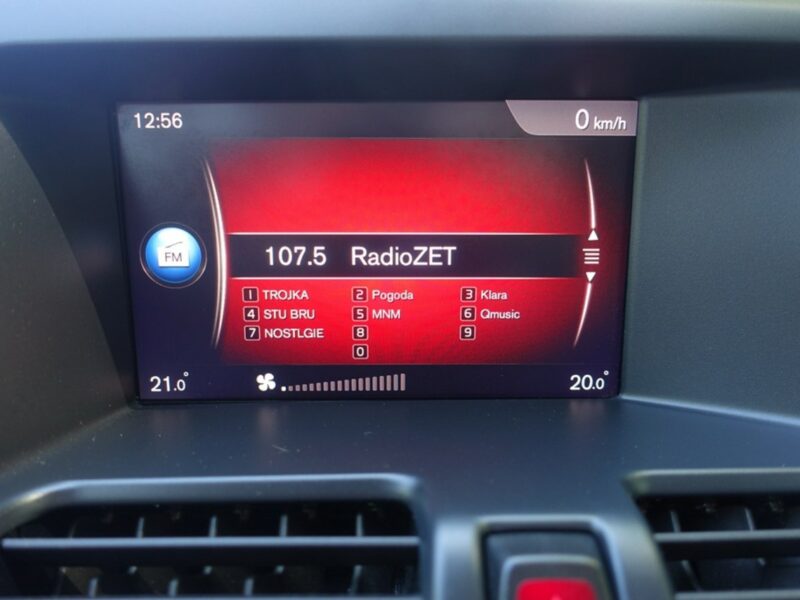 12:56
0 km/h
FM
107.5 RadioZET
1 TROJKA 2 Pogoda 3 Klara
4 STU BRU 5 MNM 6 Qmusic
7 NOSTLGIE 8 9
0
21.0° 20.0°